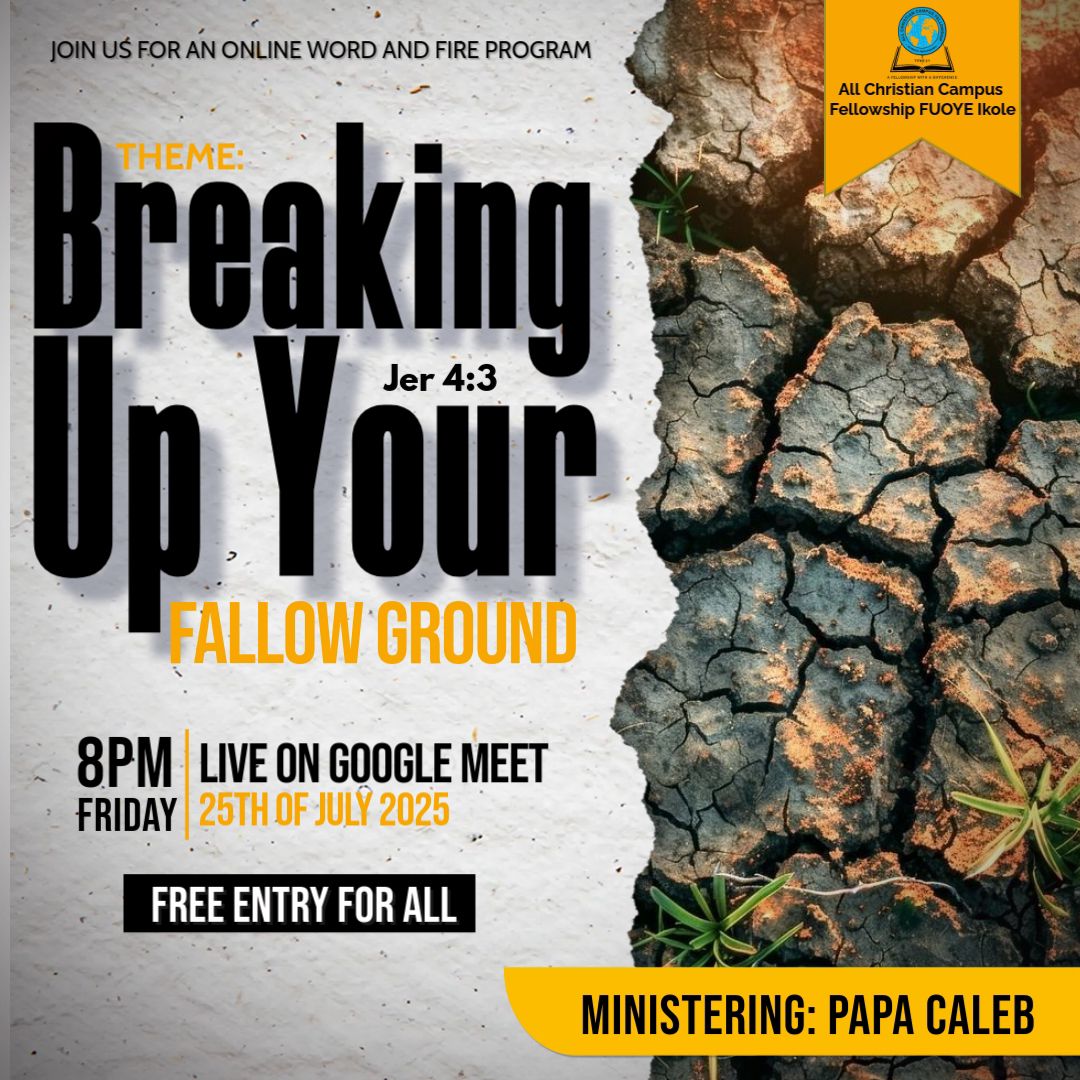 JOIN US FOR AN ONLINE WORD AND FIRE PROGRAM
All Christian Campus
Fellowship FUOYE Ikole
THEME:
Breaking
Up Your
Jer 4:3
FALLOW GROUND
8PM
FRIDAY
LIVE ON GOOGLE MEET
25TH OF JULY 2025
FREE ENTRY FOR ALL
MINISTERING: PAPA CALEB